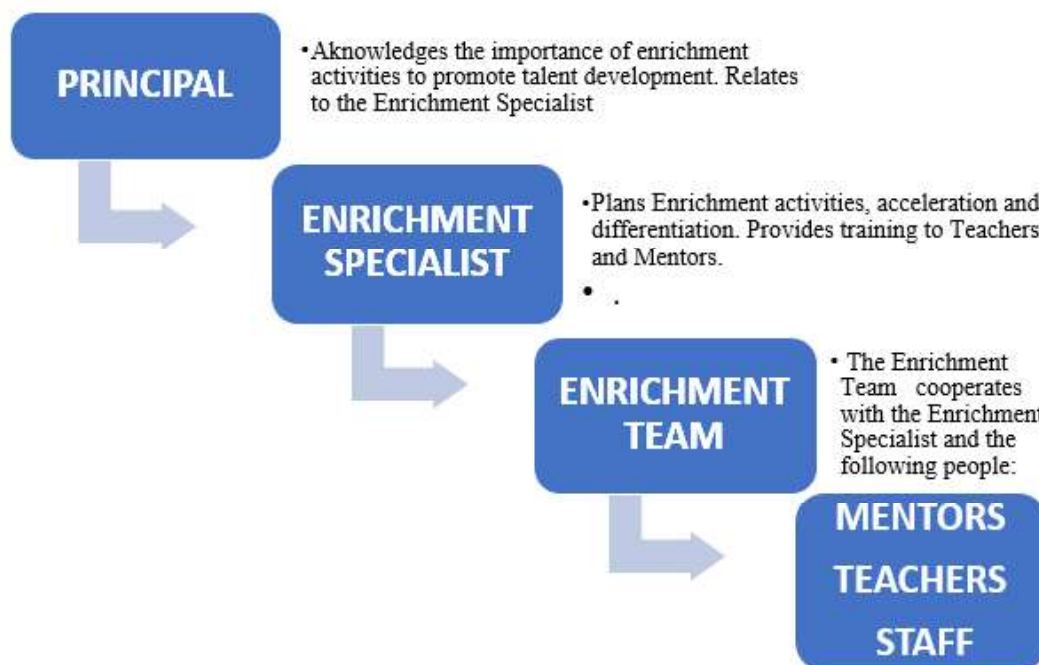 PRINCIPAL
•Aknowledges the importance of enrichment
activities to promote talent development. Relates
to the Enrichment Specialist
ENRICHMENT
SPECIALIST
•Plans Enrichment activities, acceleration and
differentiation. Provides training to Teachers
and Mentors.
• .
ENRICHMENT
TEAM
• The Enrichment
Team cooperates
with the Enrichment
Specialist and the
following people:
MENTORS
TEACHERS
STAFF